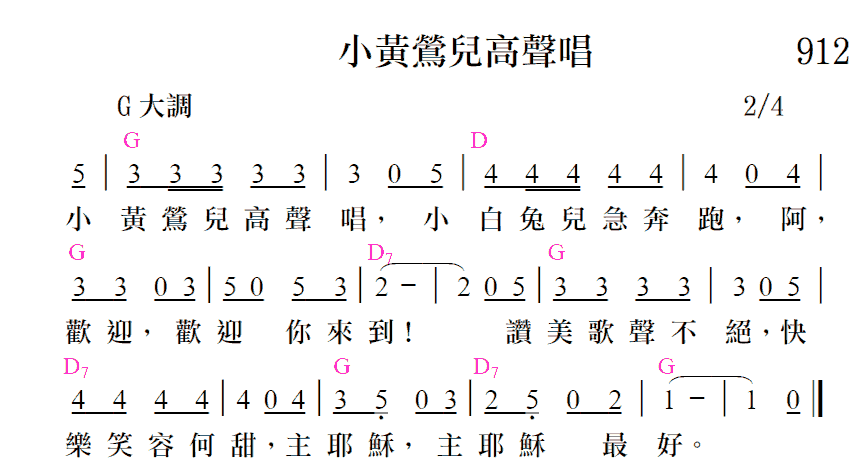 小黃鶯兒高聲唱 912
G 大調 2/4
G D
5 | 3 3 3 3 3 | 3 0 5 | 4 4 4 4 4 | 4 0 4 |
小 黃 鶯 兒 高 聲 唱， 小 白 兔 兒 急 奔 跑， 阿，
G D7 G
3 3 0 3 | 5 0 5 3 | 2 － | 2 0 5 | 3 3 3 3 | 3 0 5 |
歡 迎， 歡 迎 你 來 到！ 讚 美 歌 聲 不 絕，快
D7 G D7 G
4 4 4 4 | 4 0 4 | 3 5 0 3 | 2 5 0 2 | 1 － | 1 0 ‖
樂 笑 容 何 甜，主 耶 穌， 主 耶 穌 最 好。